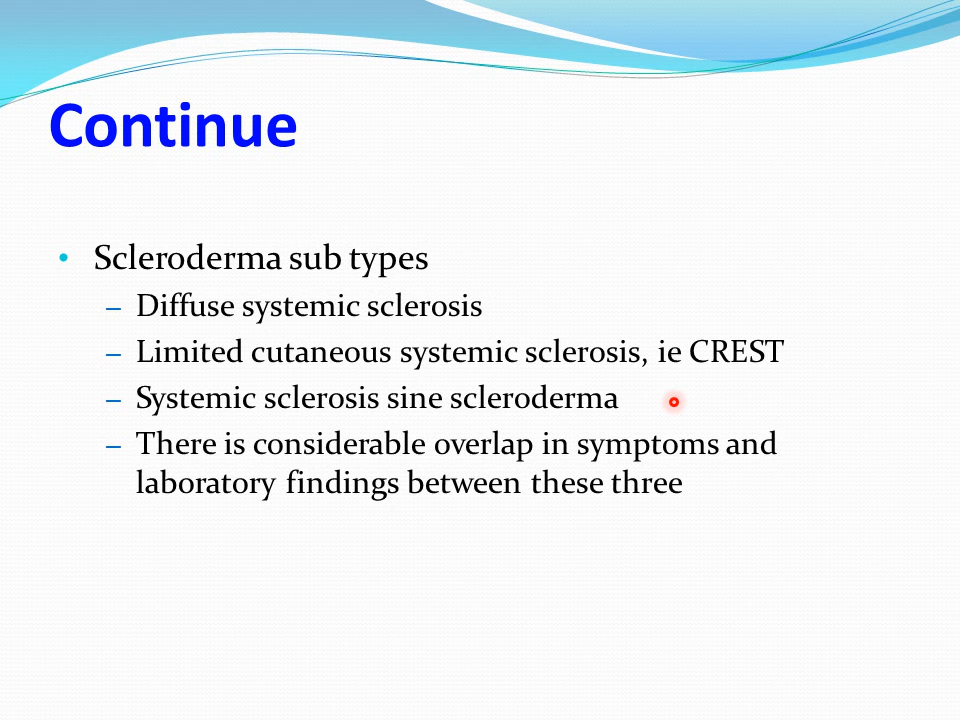 Continue
• Scleroderma sub types
– Diffuse systemic sclerosis
– Limited cutaneous systemic sclerosis, ie CREST
– Systemic sclerosis sine scleroderma
– There is considerable overlap in symptoms and
laboratory findings between these three